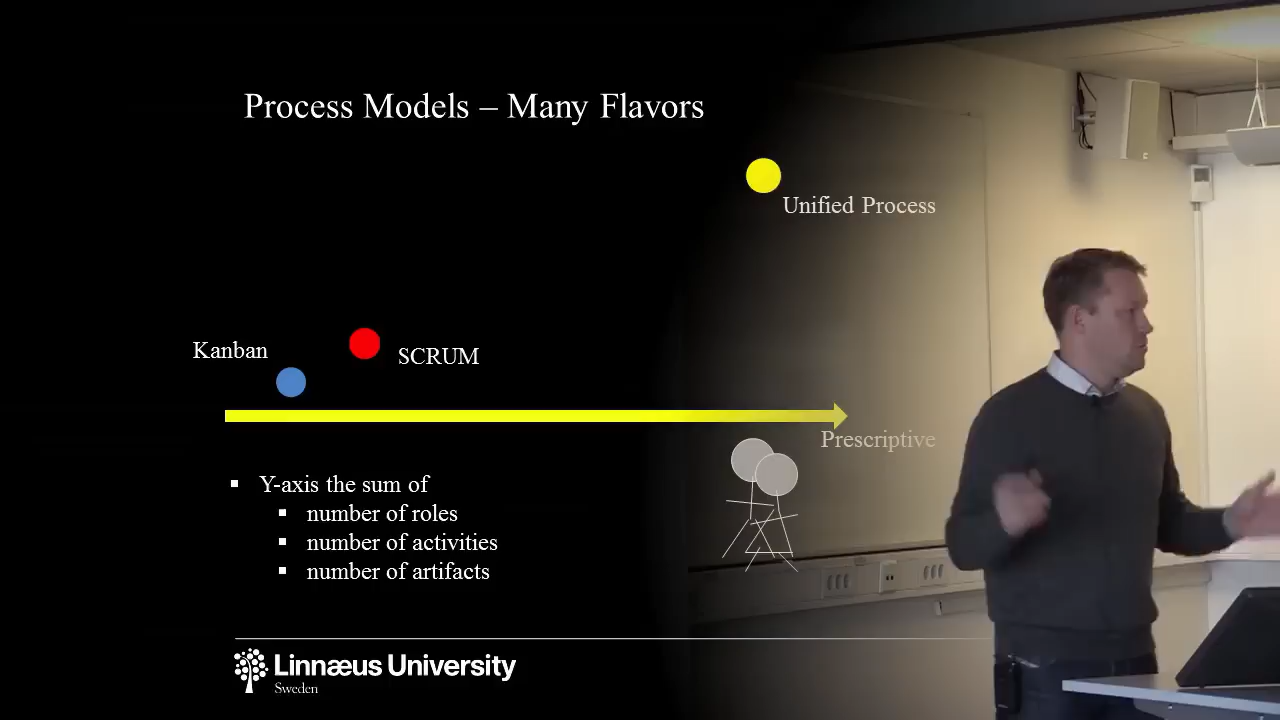 Process Models – Many Flavors
Unified Process
Kanban
SCRUM
Prescriptive
Y-axis the sum of
number of roles
number of activities
number of artifacts
Linnæus University
Sweden